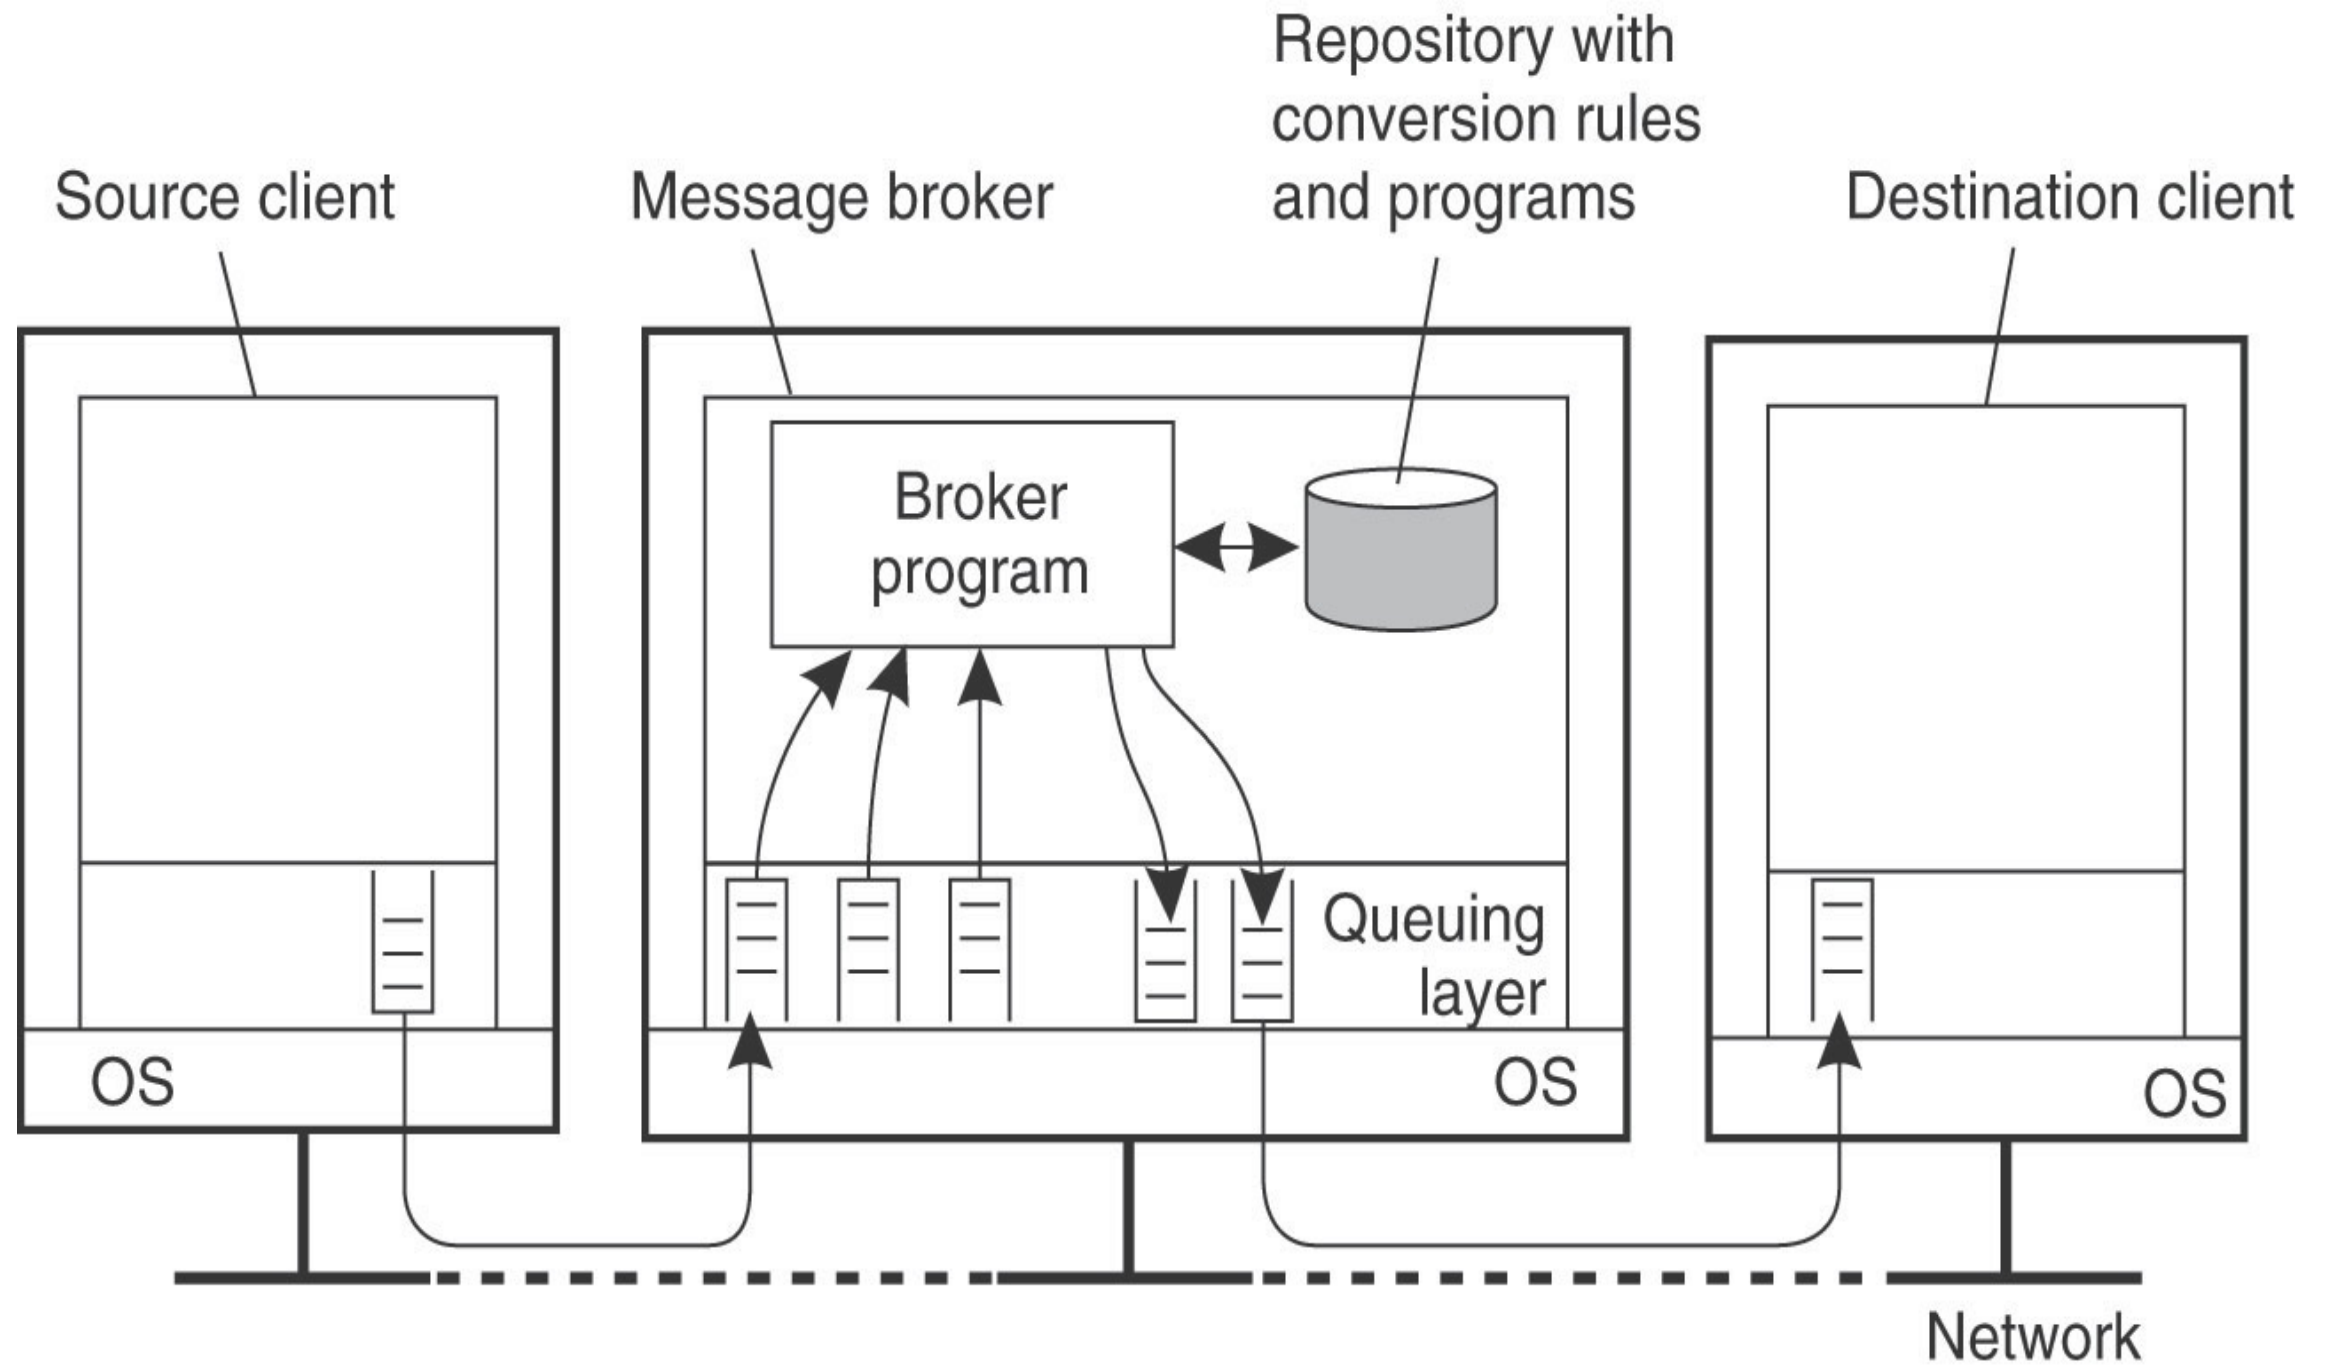 Repository with
conversion rules
and programs
Source client
Message broker
Destination client
Broker
program
Queuing
layer
OS
OS
OS
Network